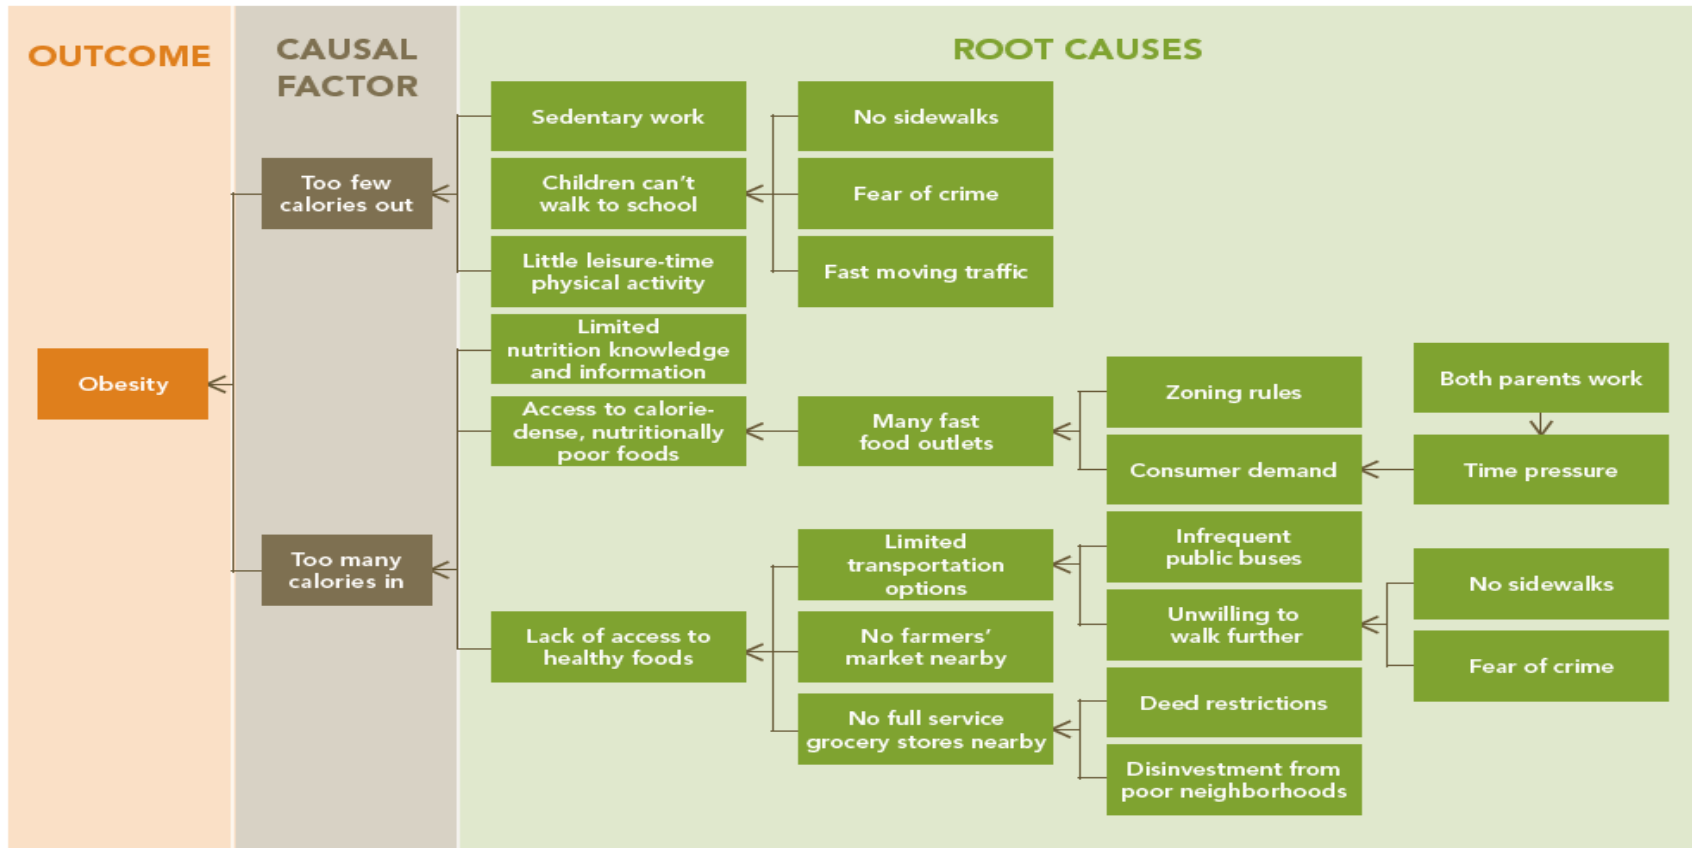 OUTCOME
CAUSAL
FACTOR
ROOT CAUSES
Obesity
Too few
calories out
Too many
calories in
Sedentary work
Children can't
walk to school
Little leisure-time
physical activity
Limited
nutrition knowledge
and information
Access to calorie-
dense, nutritionally
poor foods
Lack of access to
healthy foods
No sidewalks
Fear of crime
Fast moving traffic
Many fast
food outlets
Limited
transportation
options
No farmers'
market nearby
No full service
grocery stores nearby
Zoning rules
Consumer demand
Infrequent
public buses
Unwilling to
walk further
Deed restrictions
Disinvestment from
poor neighborhoods
Both parents work
Time pressure
No sidewalks
Fear of crime